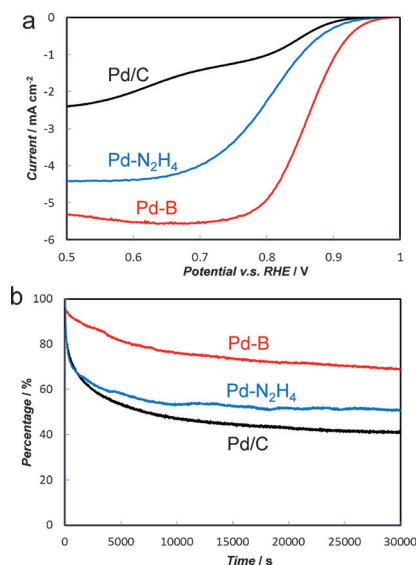 a
0
-1
-2
-3
-4
-5
-6
Current / mA cm⁻²
Pd/C
Pd-N₂H₄
Pd-B
0.5 0.6 0.7 0.8 0.9 1
Potential v.s. RHE / V
b
100
80
60
40
20
0
Percentage / %
Pd-B
Pd-N₂H₄
Pd/C
0 5000 10000 15000 20000 25000 30000
Time / s